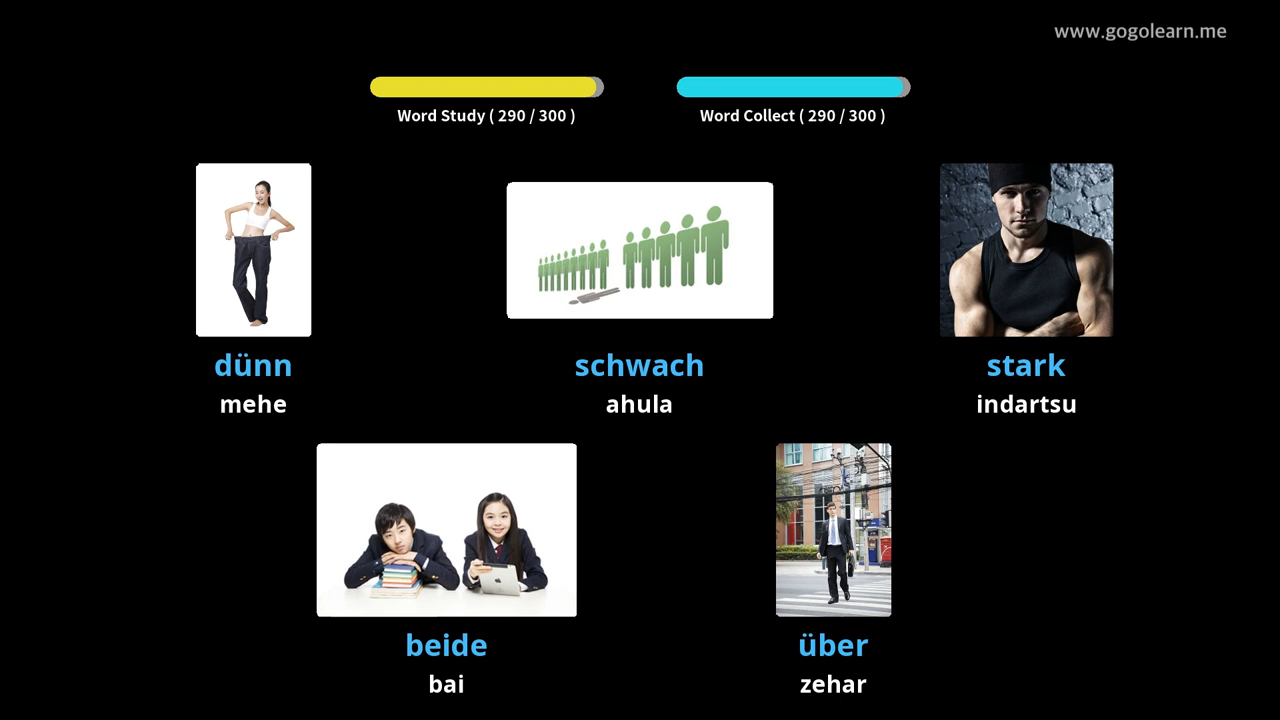 www.gogolearn.me
Word Study ( 290 / 300 )
Word Collect ( 290 / 300 )
dünn
mehe
schwach
ahula
stark
indartsu
beide
bai
über
zehar